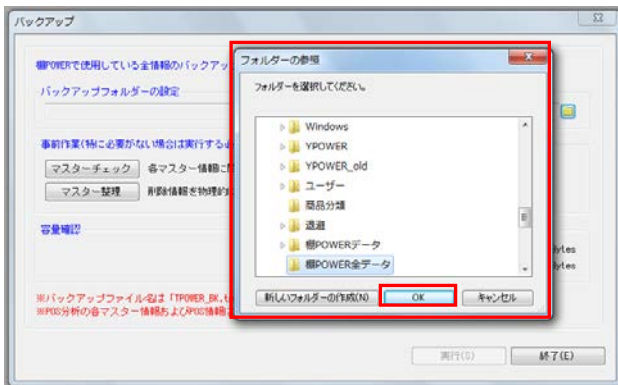 バックアップ
棚POWERで使用している全情報のバックアッ
バックアップフォルダーの設定
事前作業(特に必要がない場合は実行する
マスターチェック 各マスター情報に
マスター整理 削除情報を物理的
容量確認
ytes
ytes
※バックアップファイル名は「TPOWER_BK.
※POS分析の各マスター情報およびPOS情報
実行(S) 終了(E)
フォルダーの参照
フォルダーを選択してください。
Windows
YPOWER
YPOWER_old
ユーザー
商品分類
退避
棚POWERデータ
棚POWER全データ
新しいフォルダーの作成(N) OK キャンセル